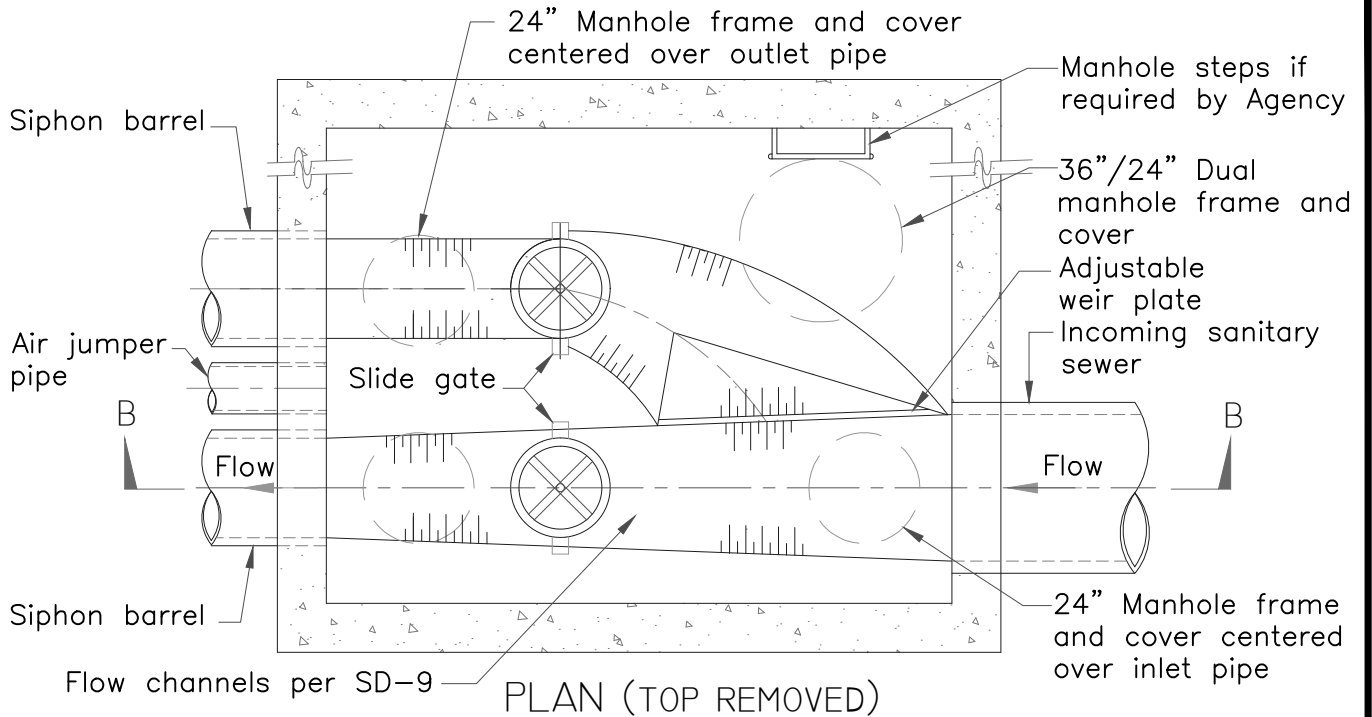 24” Manhole frame and cover
centered over outlet pipe
Manhole steps if
required by Agency
Siphon barrel
36”/24” Dual
manhole frame and
cover
Adjustable
weir plate
Incoming sanitary
sewer
Air jumper
pipe
Slide gate
B
B
Flow
Flow
Siphon barrel
24” Manhole frame
and cover centered
over inlet pipe
Flow channels per SD-9
PLAN (TOP REMOVED)